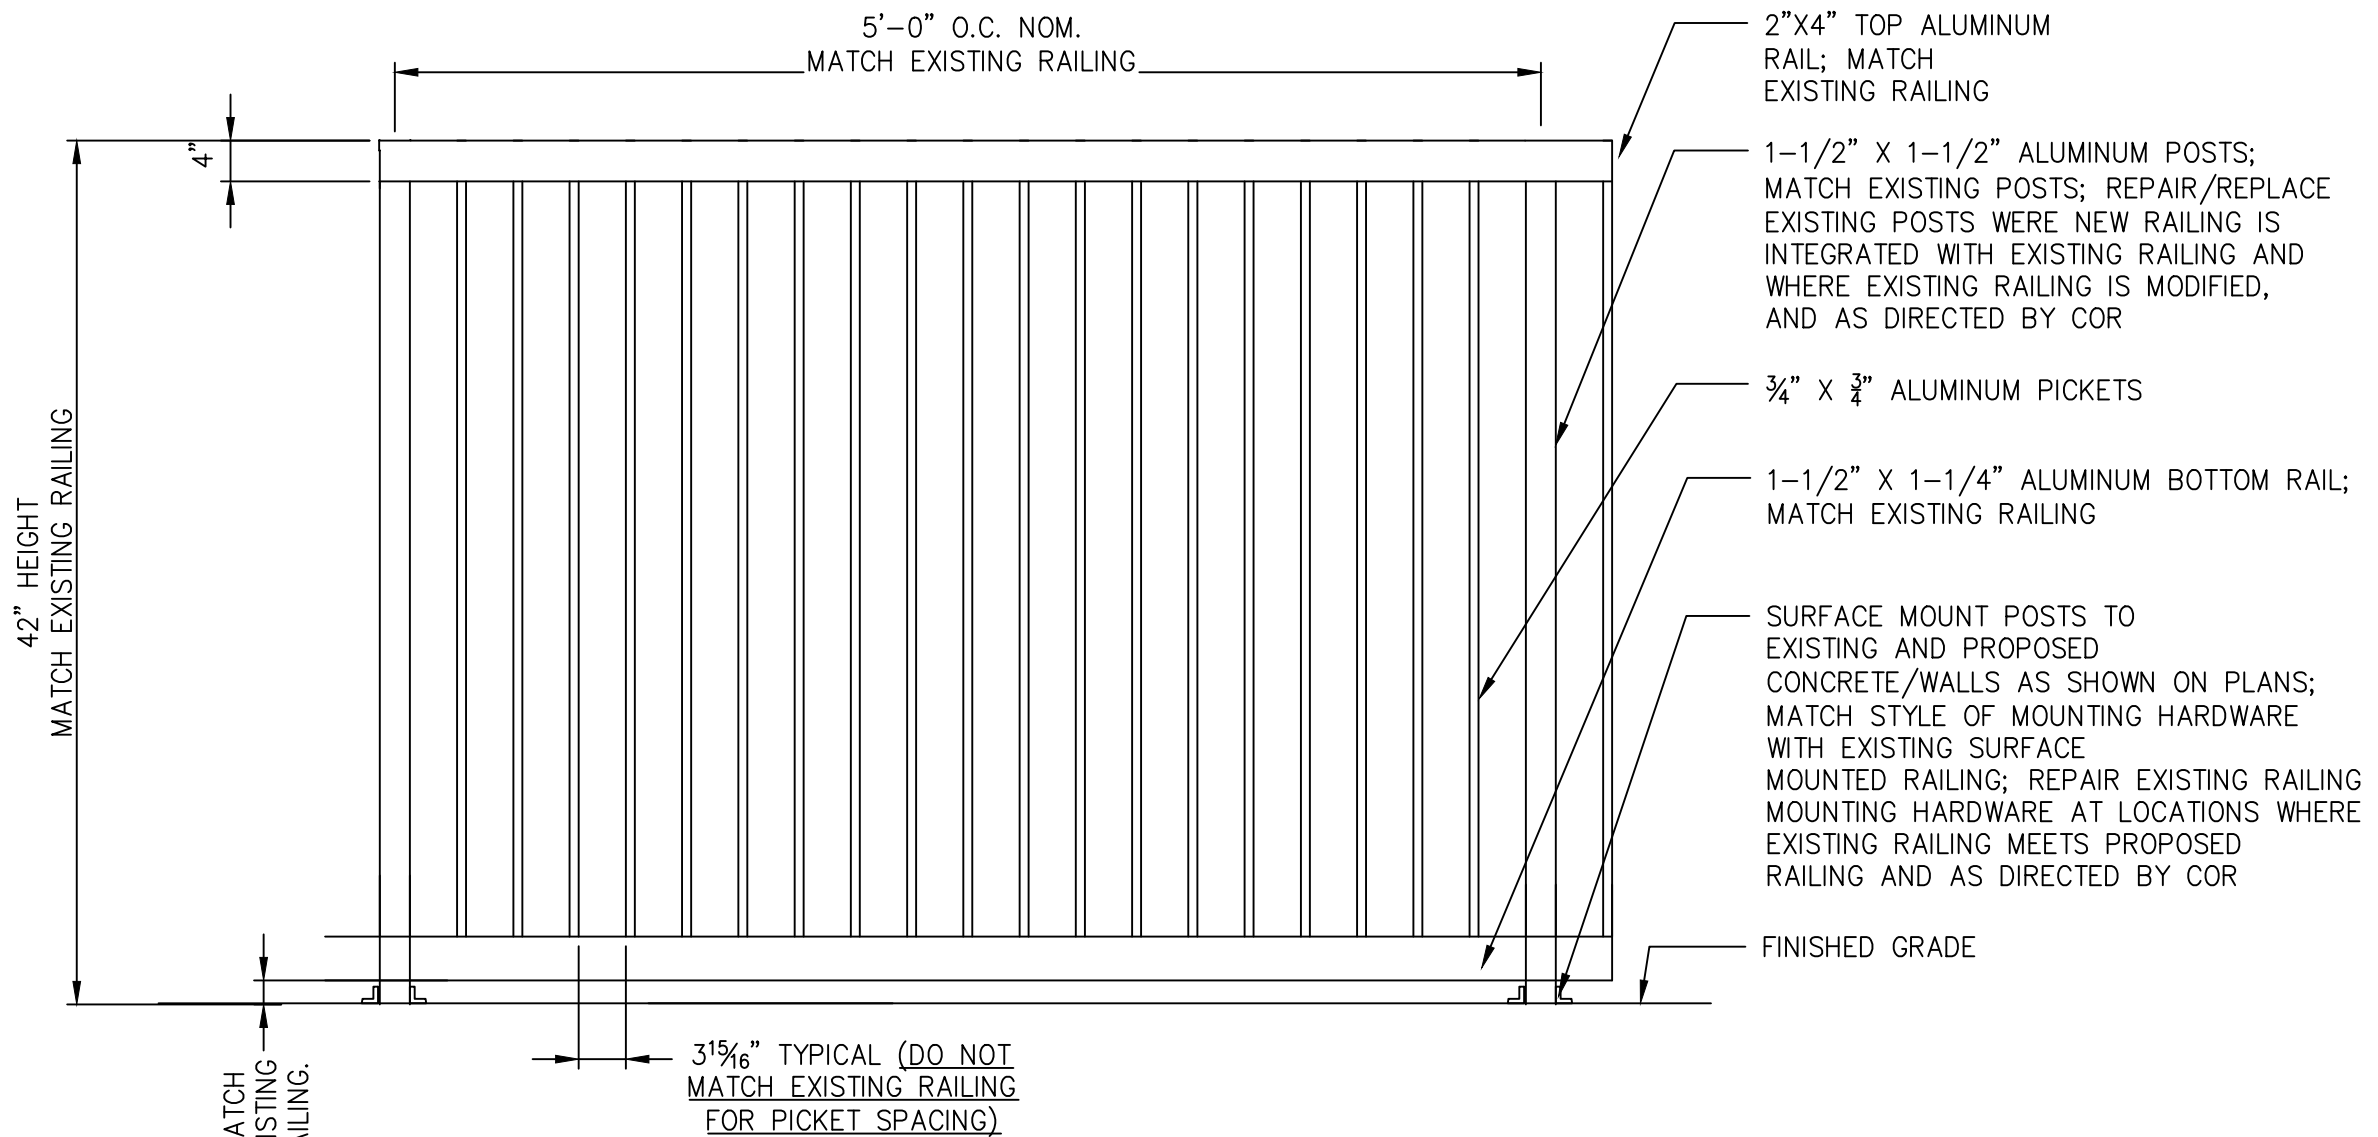 5'-0" O.C. NOM.
MATCH EXISTING RAILING
4"
42" HEIGHT
MATCH EXISTING RAILING
2"X4" TOP ALUMINUM
RAIL; MATCH
EXISTING RAILING
1-1/2" X 1-1/2" ALUMINUM POSTS;
MATCH EXISTING POSTS; REPAIR/REPLACE
EXISTING POSTS WERE NEW RAILING IS
INTEGRATED WITH EXISTING RAILING AND
WHERE EXISTING RAILING IS MODIFIED,
AND AS DIRECTED BY COR
3/4" X 3/4" ALUMINUM PICKETS
1-1/2" X 1-1/4" ALUMINUM BOTTOM RAIL;
MATCH EXISTING RAILING
SURFACE MOUNT POSTS TO
EXISTING AND PROPOSED
CONCRETE/WALLS AS SHOWN ON PLANS;
MATCH STYLE OF MOUNTING HARDWARE
WITH EXISTING SURFACE
MOUNTED RAILING; REPAIR EXISTING RAILING
MOUNTING HARDWARE AT LOCATIONS WHERE
EXISTING RAILING MEETS PROPOSED
RAILING AND AS DIRECTED BY COR
FINISHED GRADE
3 15/16" TYPICAL (DO NOT
MATCH EXISTING RAILING
FOR PICKET SPACING)
ATCH
ISTING
AILING.